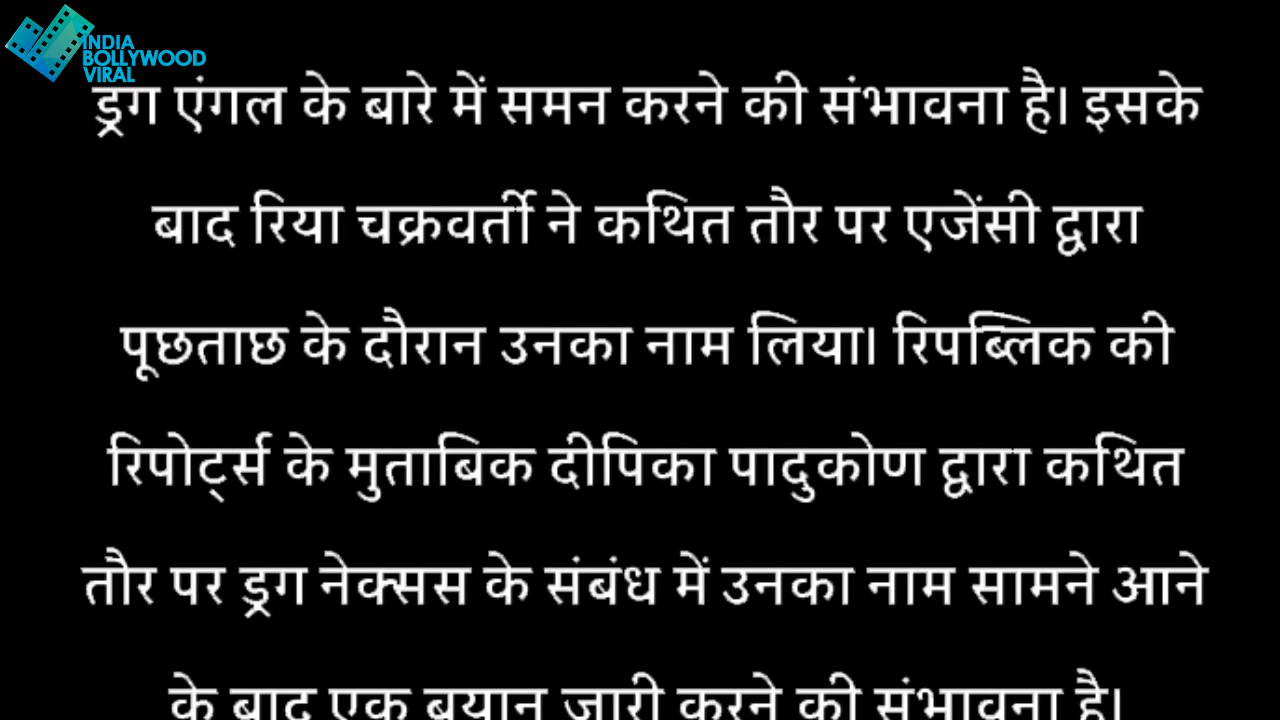 INDIA
BOLLYWOOD
VIRAL
ड्रग एंगल के बारे में समन करने की संभावना है। इसके
बाद रिया चक्रवर्ती ने कथित तौर पर एजेंसी द्वारा
पूछताछ के दौरान उनका नाम लिया। रिपब्लिक की
रिपोर्ट्स के मुताबिक दीपिका पादुकोण द्वारा कथित
तौर पर ड्रग नेक्सस के संबंध में उनका नाम सामने आने
के बाद एक बयान जारी करने की संभावना है।